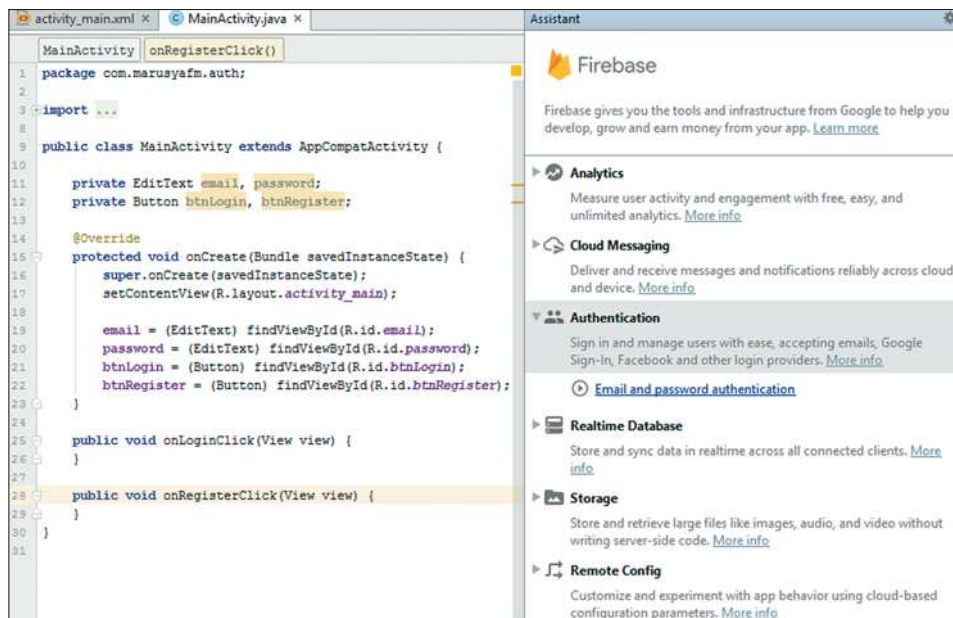 activity_main.xml × MainActivity.java ×
MainActivity onRegisterClick()
1 package com.marusyafm.auth;
2
3 import ...
8
9 public class MainActivity extends AppCompatActivity {
10
11 private EditText email, password;
12 private Button btnLogin, btnRegister;
13
14 @Override
15 protected void onCreate(Bundle savedInstanceState) {
16 super.onCreate(savedInstanceState);
17 setContentView(R.layout.activity_main);
18
19 email = (EditText) findViewById(R.id.email);
20 password = (EditText) findViewById(R.id.password);
21 btnLogin = (Button) findViewById(R.id.btnLogin);
22 btnRegister = (Button) findViewById(R.id.btnRegister);
23 }
24
25 public void onLoginClick(View view) {
26 }
27
28 public void onRegisterClick(View view) {
29 }
30 }
31
Assistant
Firebase
Firebase gives you the tools and infrastructure from Google to help you
develop, grow and earn money from your app. Learn more
Analytics
Measure user activity and engagement with free, easy, and
unlimited analytics. More info
Cloud Messaging
Deliver and receive messages and notifications reliably across cloud
and device. More info
Authentication
Sign in and manage users with ease, accepting emails, Google
Sign-In, Facebook and other login providers. More info
Email and password authentication
Realtime Database
Store and sync data in realtime across all connected clients. More
info
Storage
Store and retrieve large files like images, audio, and video without
writing server-side code. More info
Remote Config
Customize and experiment with app behavior using cloud-based
configuration parameters. More info